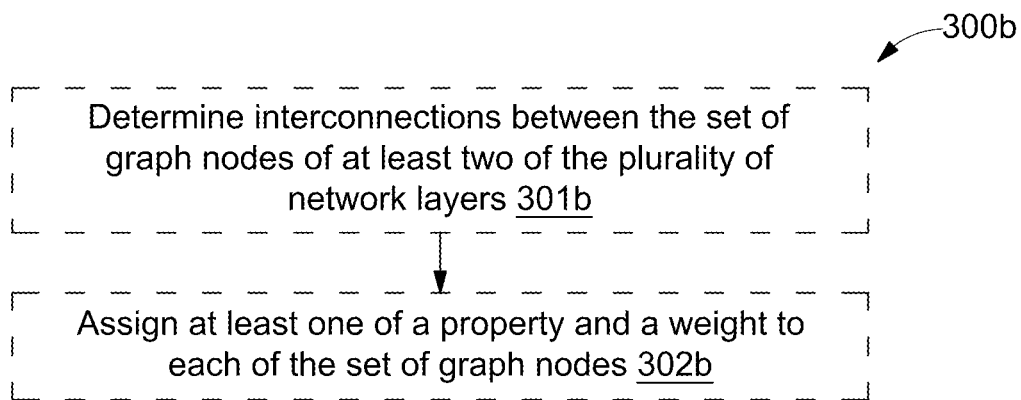 300b
Determine interconnections between the set of
graph nodes of at least two of the plurality of
network layers 301b
Assign at least one of a property and a weight to
each of the set of graph nodes 302b